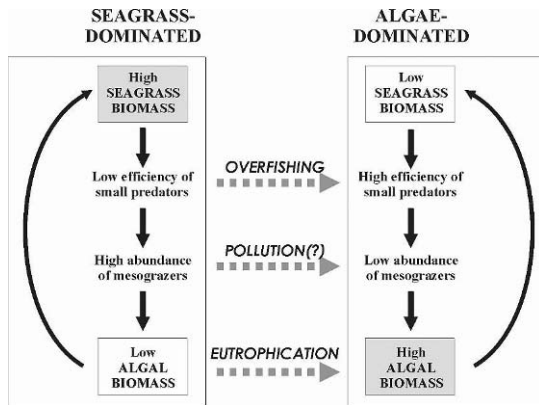 SEAGRASS-
DOMINATED
ALGAE-
DOMINATED
High
SEAGRASS
BIOMASS
Low
SEAGRASS
BIOMASS
OVERFISHING
Low efficiency of
small predators
High efficiency of
small predators
POLLUTION(?)
High abundance
of mesograzers
Low abundance
of mesograzers
EUTROPHICATION
Low
ALGAL
BIOMASS
High
ALGAL
BIOMASS